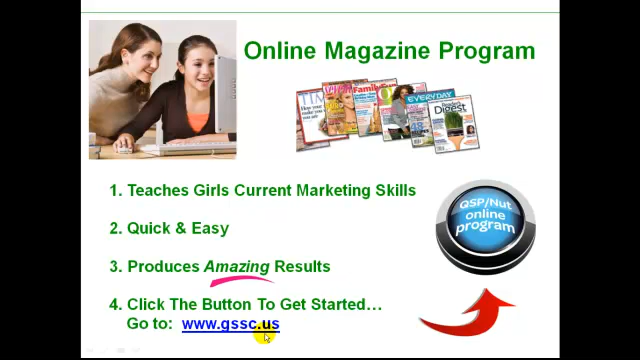 Online Magazine Program
EVERYDAY
Reader's
Digest
1. Teaches Girls Current Marketing Skills
2. Quick & Easy
3. Produces Amazing Results
4. Click The Button To Get Started…
Go to: www.gssc.us
QSP/Nut
online
program